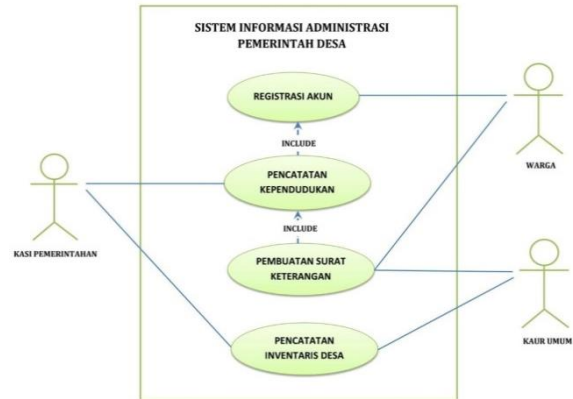 SISTEM INFORMASI ADMINISTRASI
PEMERINTAH DESA
REGISTRASI AKUN
INCLUDE
WARGA
PENCATATAN
KEPENDUDUKAN
INCLUDE
KASI PEMERINTAHAN
PEMBUATAN SURAT
KETERANGAN
PENCATATAN
INVENTARIS DESA
KAUR UMUM